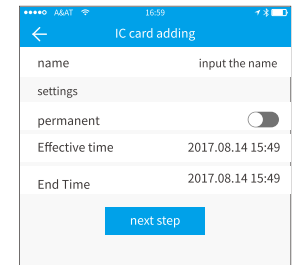 A&AT 16:59
IC card adding
name input the name
settings
permanent
Effective time 2017.08.14 15:49
End Time 2017.08.14 15:49
next step